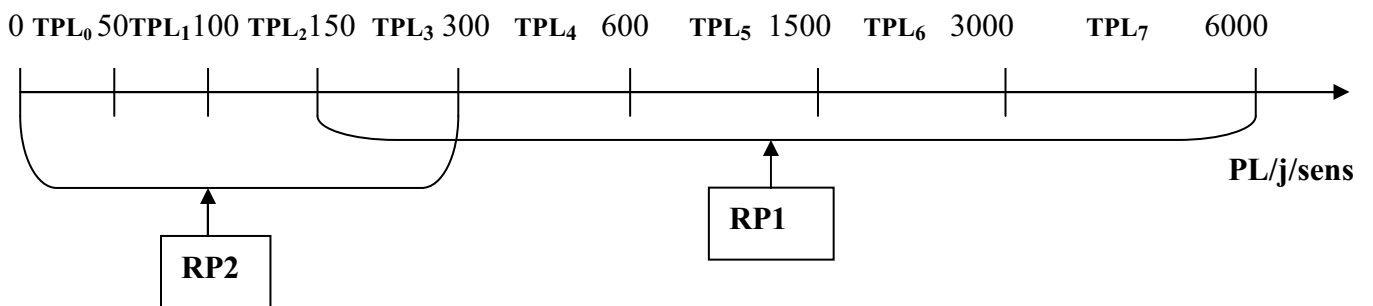 0 TPL0 50 TPL1 100 TPL2 150 TPL3 300 TPL4 600 TPL5 1500 TPL6 3000 TPL7 6000
PL/j/sens
RP1
RP2